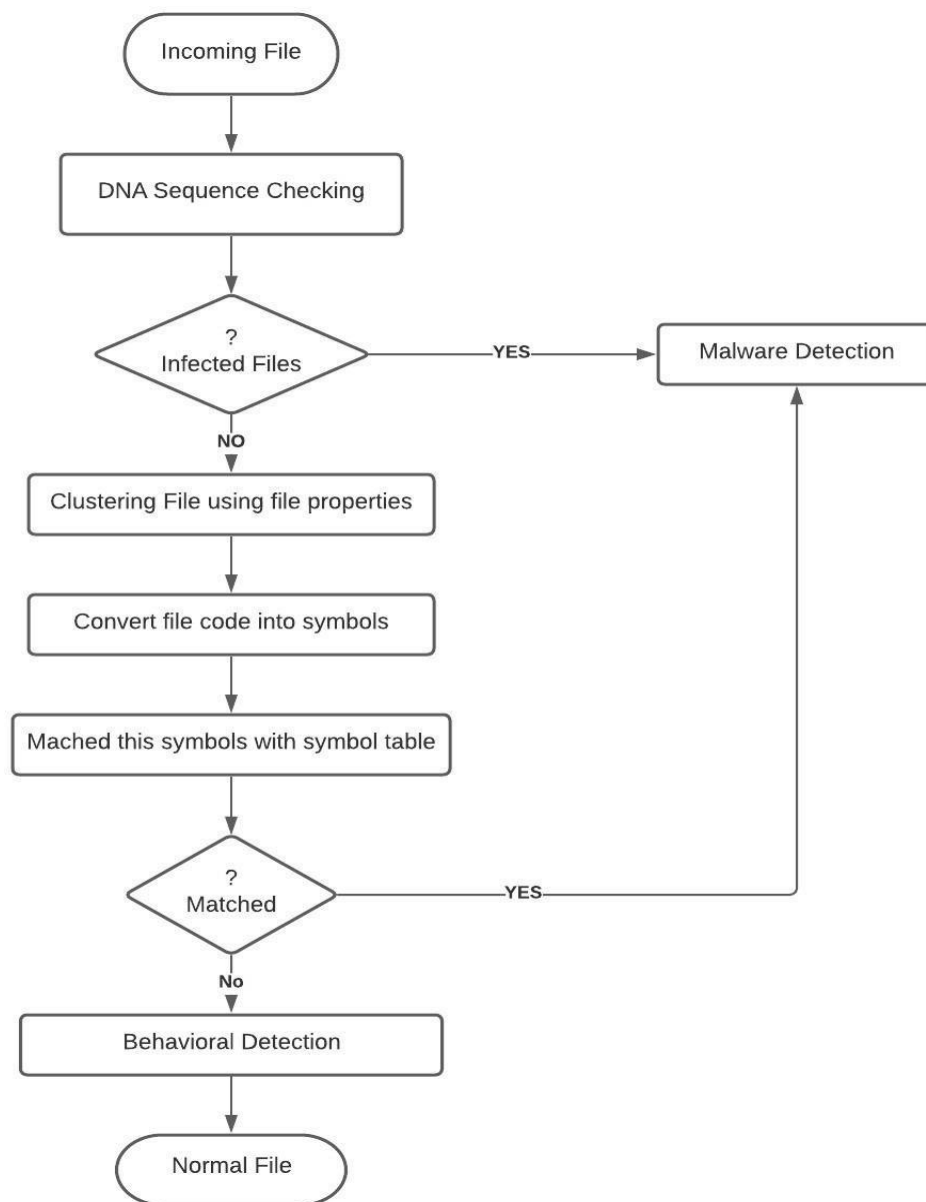 Incoming File
DNA Sequence Checking
?
Infected Files
YES
Malware Detection
NO
Clustering File using file properties
Convert file code into symbols
Mached this symbols with symbol table
?
Matched
YES
No
Behavioral Detection
Normal File